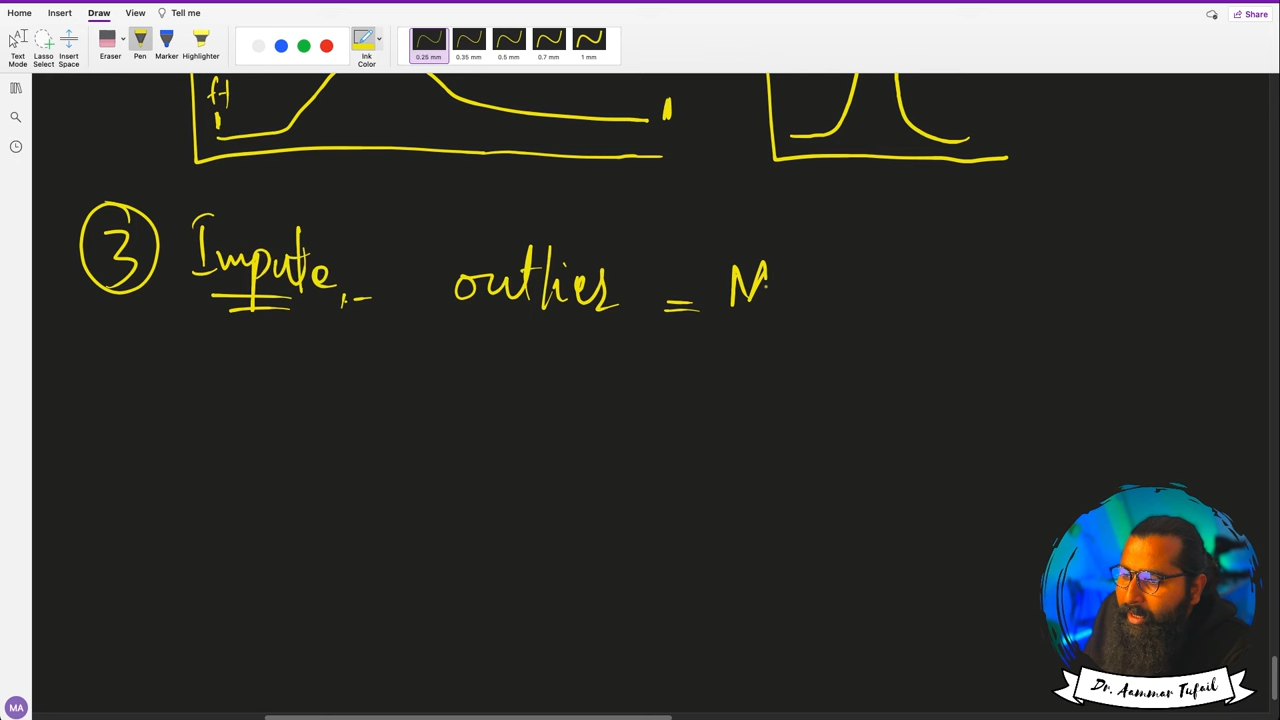 Home Insert Draw View Tell me
Share
Text Mode Lasso Select Insert Space Eraser Pen Marker Highlighter Ink Color 0.25 mm 0.35 mm 0.5 mm 0.7 mm 1 mm
3 Impute :- outlier = N
MA
Dr. Aammar Tufail